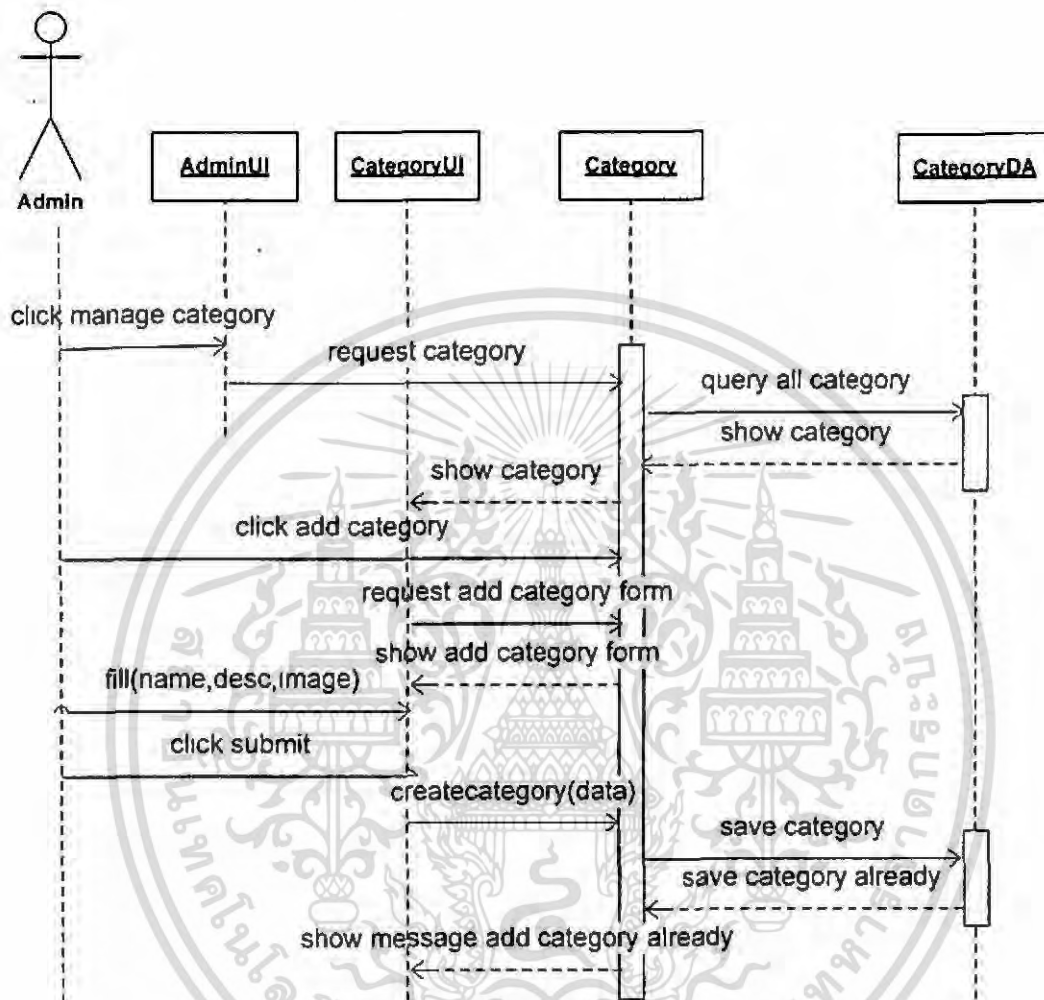 Admin
AdminUI
CategoryUI
Category
CategoryDA
click manage category
request category
query all category
show category
show category
click add category
request add category form
show add category form
fill(name,desc,image)
click submit
createcategory(data)
save category
save category already
show message add category already